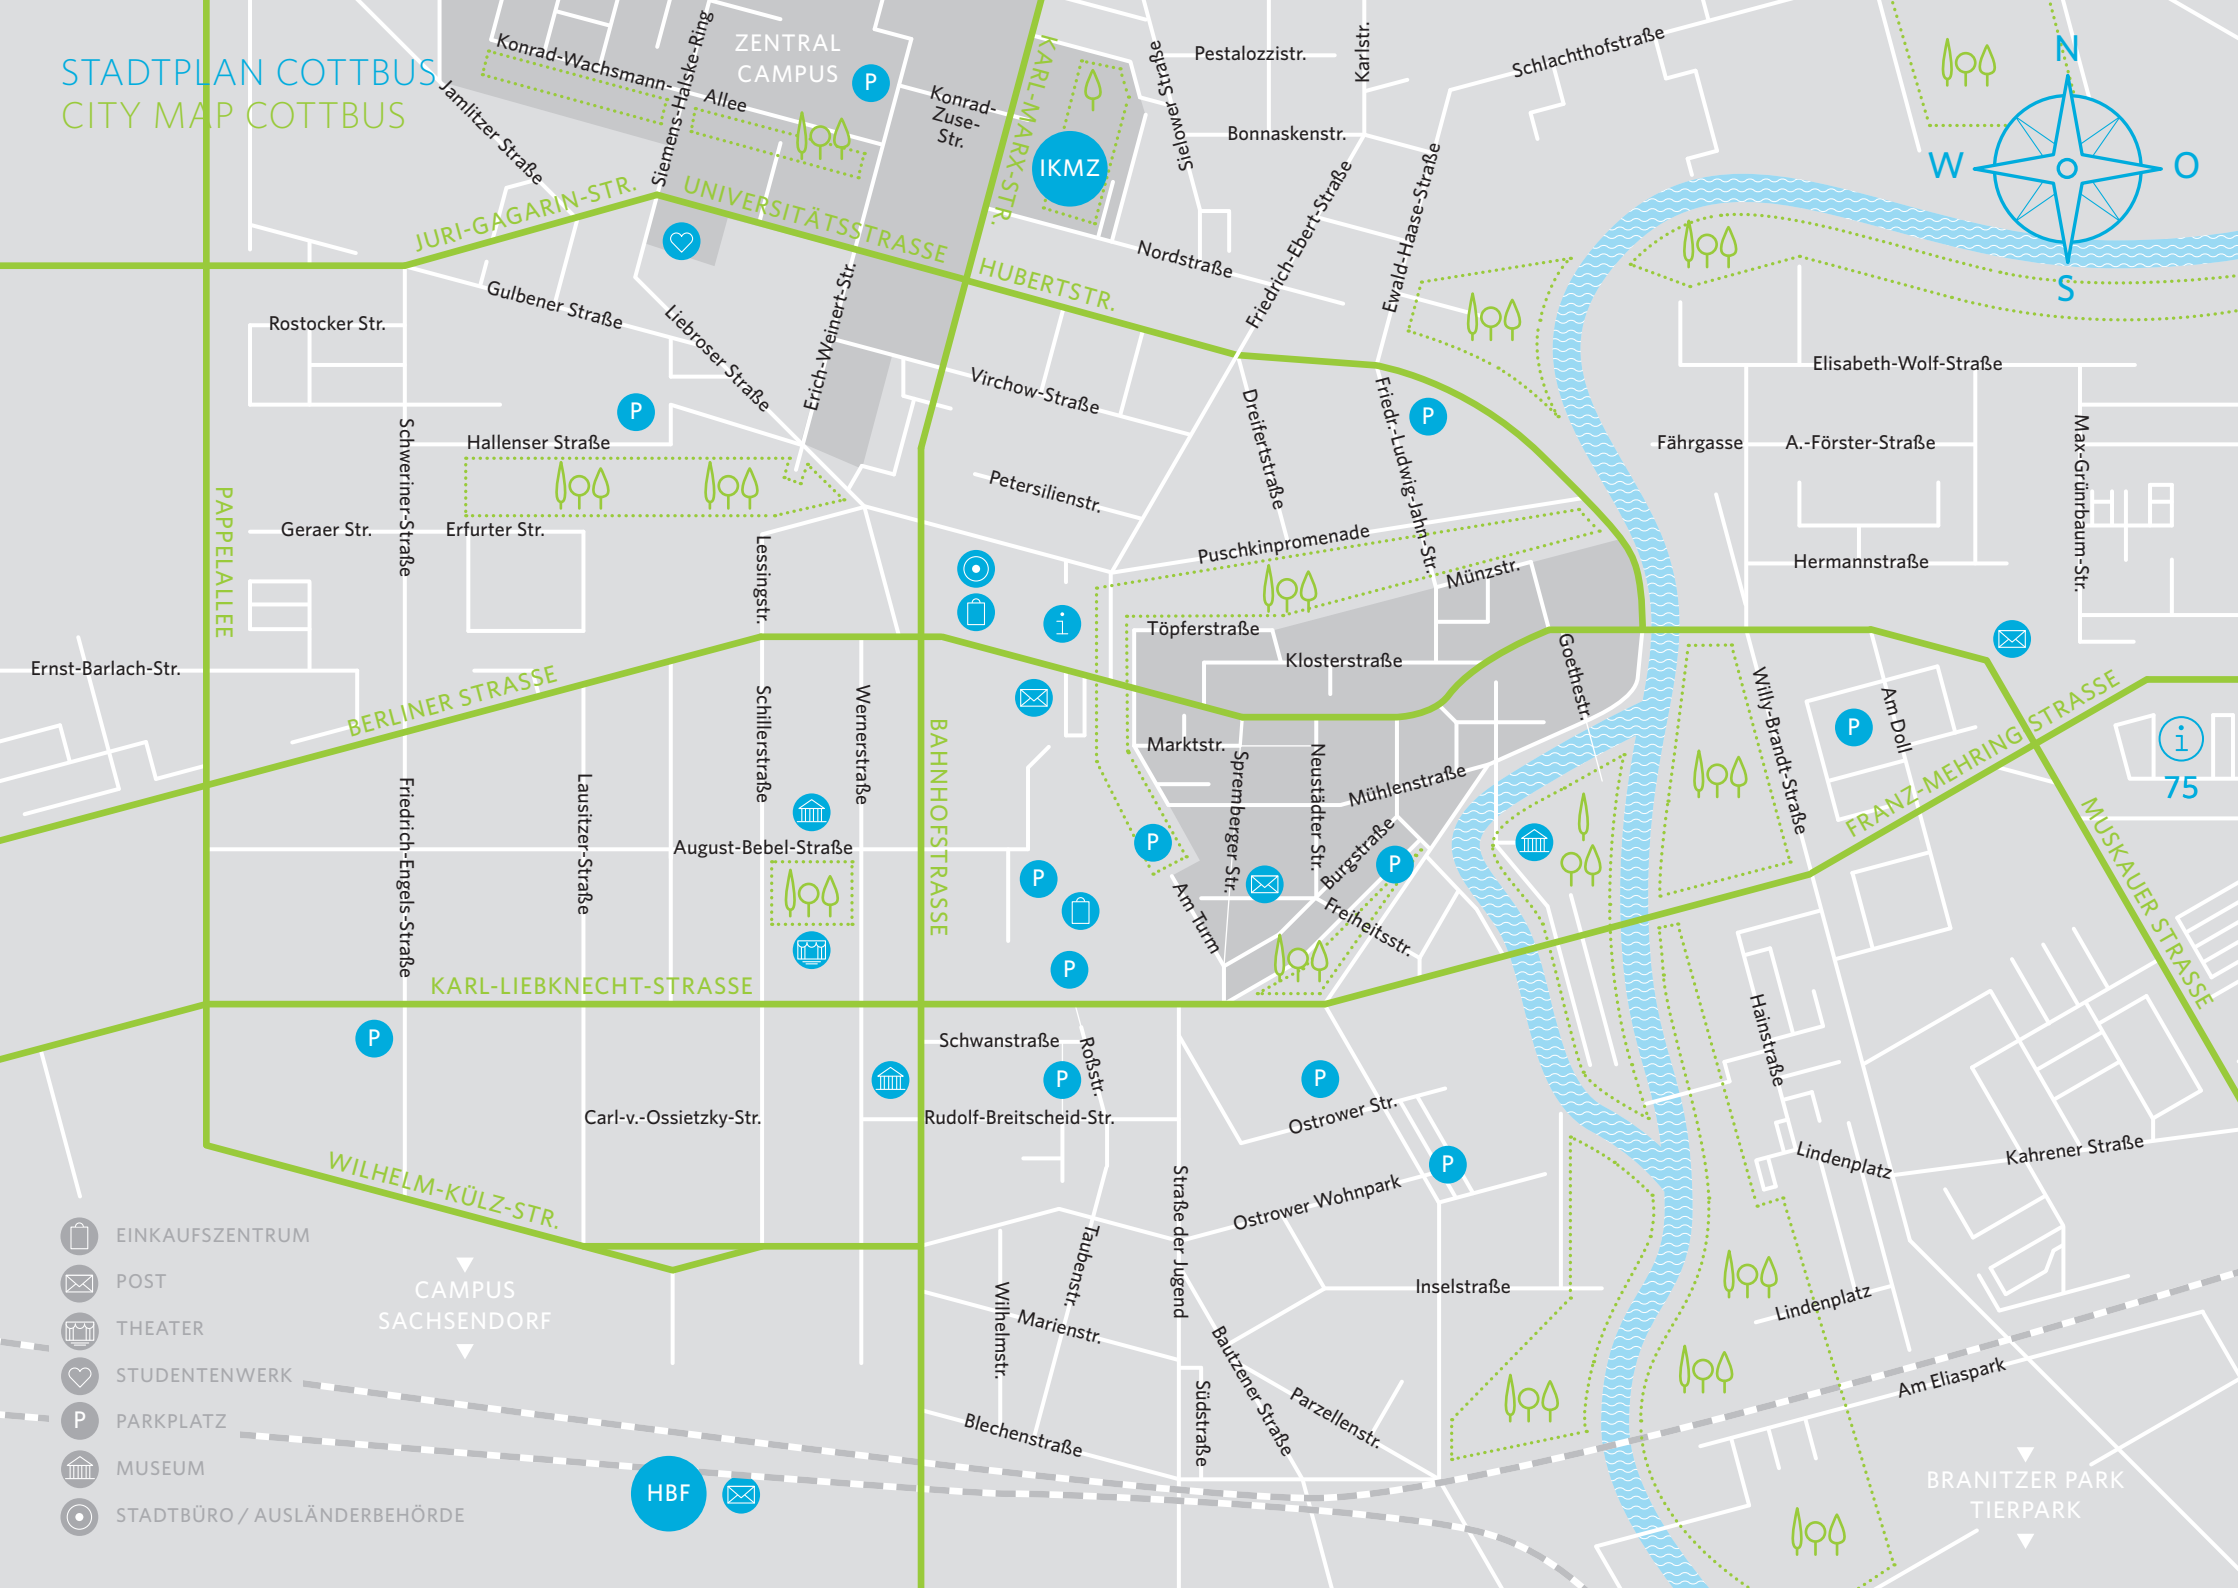 STADTPLAN COTTBUS
CITY MAP COTTBUS
ZENTRAL
CAMPUS
Konrad-Wachsmann-
Allee
Siemens-Halske-Ring
Jamlitzer Straße
P
Konrad-
Zuse-
Str.
KARL-MARX-STR.
IKMZ
Sielower Straße
Pestalozzistr.
Karlstr.
Bonnaskenstr.
Schlachthofstraße
N
W
O
S
JURI-GAGARIN-STR.
UNIVERSITÄTSSTRASSE
HUBERTSTR.
Nordstraße
Friedrich-Ebert-Straße
Ewald-Haase-Straße
Gulbener Straße
Rostocker Str.
Liebroser Straße
Erich-Weinert-Str.
Virchow-Straße
Dreifertstraße
Friedr.-Ludwig-Jahn-Str.
P
P
Elisabeth-Wolf-Straße
Fährgasse
A.-Förster-Straße
Max-Grünbaum-Str.
Hermannstraße
Schweriner-Straße
Hallenser Straße
Petersilienstr.
Puschkinpromenade
Münzstr.
PAPPELALLEE
Geraer Str.
Erfurter Str.
Lessingstr.
i
Töpferstraße
Klosterstraße
Goethestr.
Ernst-Barlach-Str.
BERLINER STRASSE
Schillerstraße
Wernerstraße
BAHNHOFSTRASSE
Marktstr.
Spremberger Str.
Neustädter Str.
Mühlenstraße
Burgstraße
Willy-Brandt-Straße
Am Doll
P
FRANZ-MEHRING-STRASSE
i
75
MUSKAUER STRASSE
Friedrich-Engels-Straße
Lausitzer-Straße
August-Bebel-Straße
P
P
P
P
Am Turm
Freiheitsstr.
KARL-LIEBKNECHT-STRASSE
Hainstraße
P
Schwanstraße
Roßstr.
P
P
Carl-v.-Ossietzky-Str.
Rudolf-Breitscheid-Str.
Ostrower Str.
P
Lindenplatz
Kahrener Straße
WILHELM-KÜLZ-STR.
Straße der Jugend
Ostrower Wohnpark
Taubenstr.
Inselstraße
Lindenplatz
Wilhelmstr.
Marienstr.
Bautzener Straße
Südstraße
Parzellenstr.
Blechenstraße
Am Eliaspark
EINKAUFSZENTRUM
POST
THEATER
STUDENTENWERK
P PARKPLATZ
MUSEUM
STADTBÜRO / AUSLÄNDERBEHÖRDE
CAMPUS
SACHSENDORF
HBF
BRANITZER PARK
TIERPARK